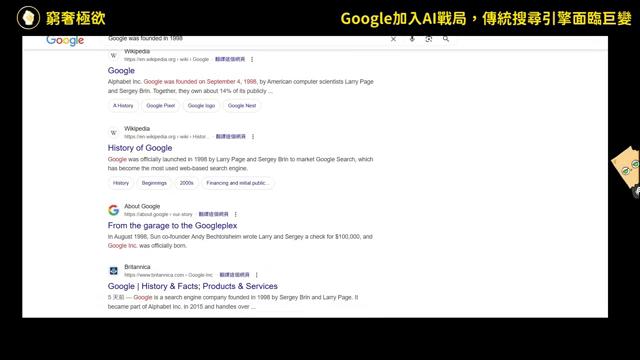 窮奢極欲
Google加入AI戰局，傳統搜尋引擎面臨巨變
Google
Google was founded in 1998
Wikipedia
https://en.wikipedia.org › wiki › Google · 翻譯這個網頁
Google
Alphabet Inc. Google was founded on September 4, 1998, by American computer scientists Larry Page
and Sergey Brin. Together, they own about 14% of its publicly ...
A History
Google Pixel
Google logo
Google Nest
Wikipedia
https://en.wikipedia.org › wiki › Histor... · 翻譯這個網頁
History of Google
Google was officially launched in 1998 by Larry Page and Sergey Brin to market Google Search, which
has become the most used web-based search engine.
History
Beginnings
2000s
Financing and initial public...
About Google
https://about.google › our-story · 翻譯這個網頁
From the garage to the Googleplex
In August 1998, Sun co-founder Andy Bechtolsheim wrote Larry and Sergey a check for $100,000, and
Google Inc. was officially born.
Britannica
https://www.britannica.com › Google-Inc · 翻譯這個網頁
Google | History & Facts; Products & Services
5 天前 — Google is a search engine company founded in 1998 by Sergey Brin and Larry Page. It
became part of Alphabet Inc. in 2015 and handles over ...